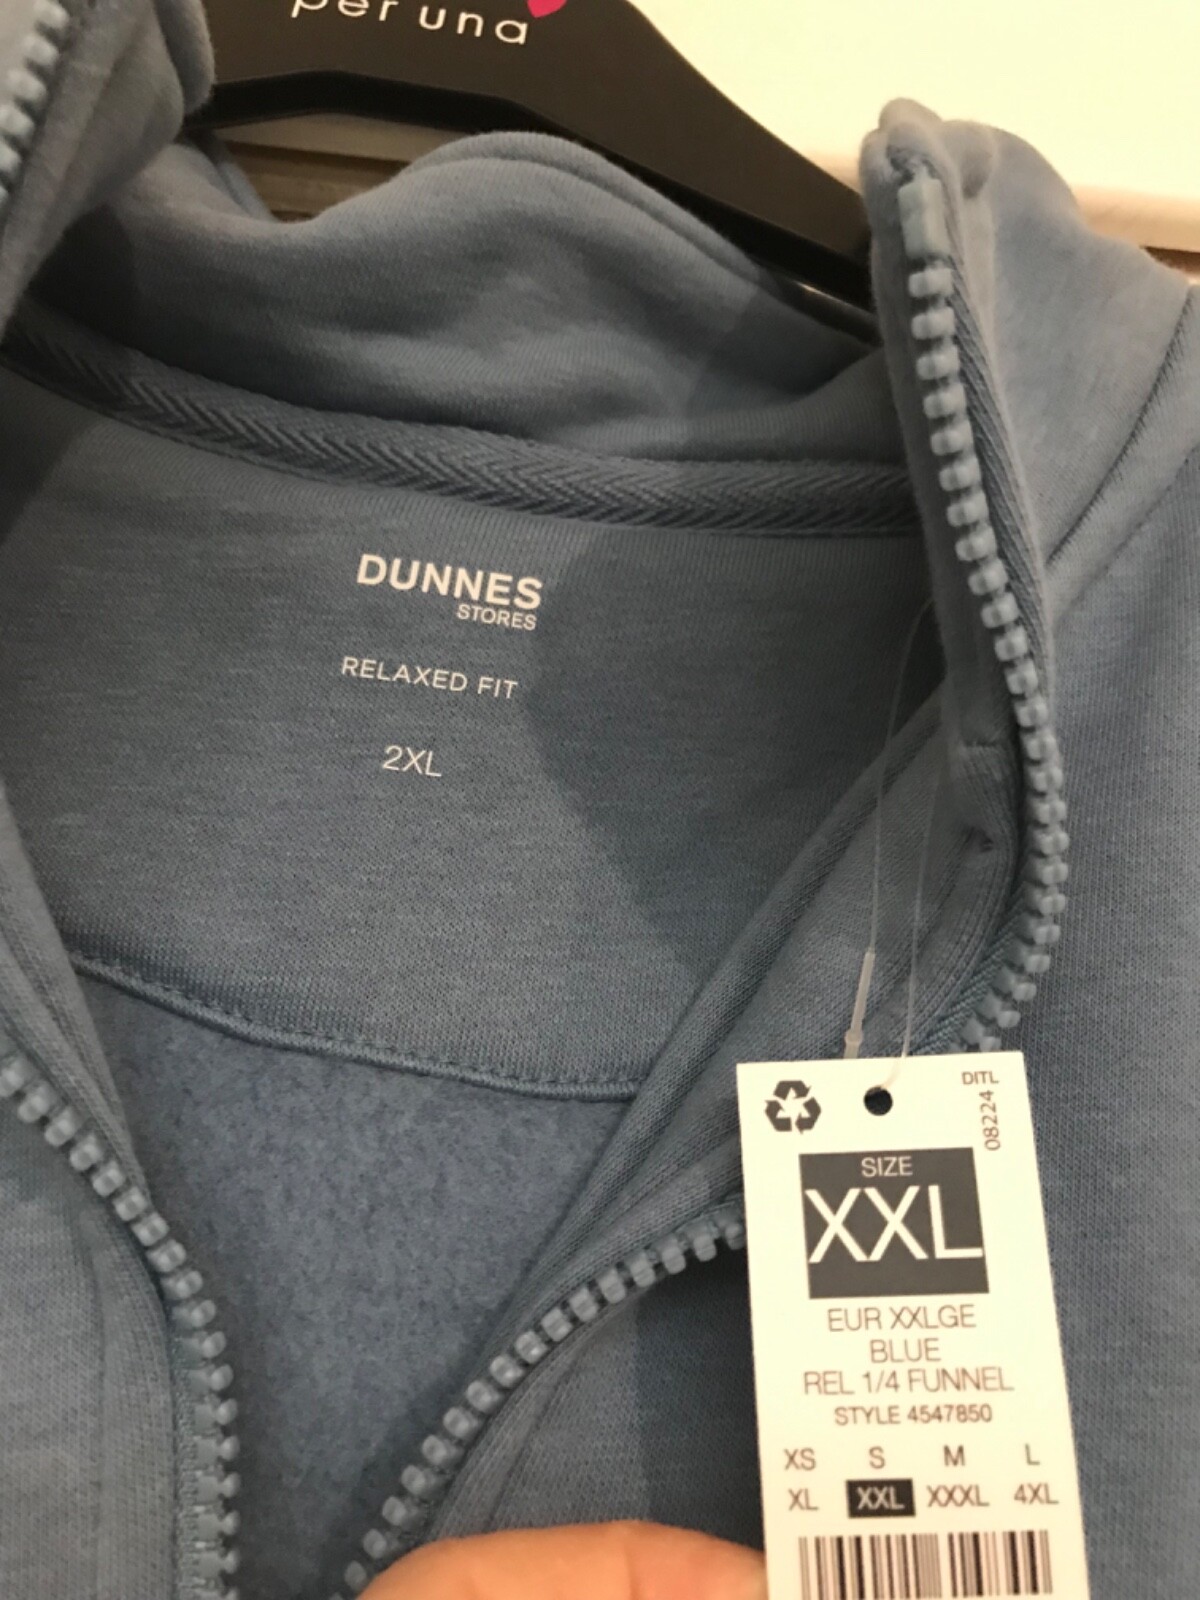 per una
DUNNES
STORES
RELAXED FIT
2XL
DITL
08224
SIZE
XXL
EUR XXLGE
BLUE
REL 1/4 FUNNEL
STYLE 4547850
XS S M L
XL XXL XXXL 4XL